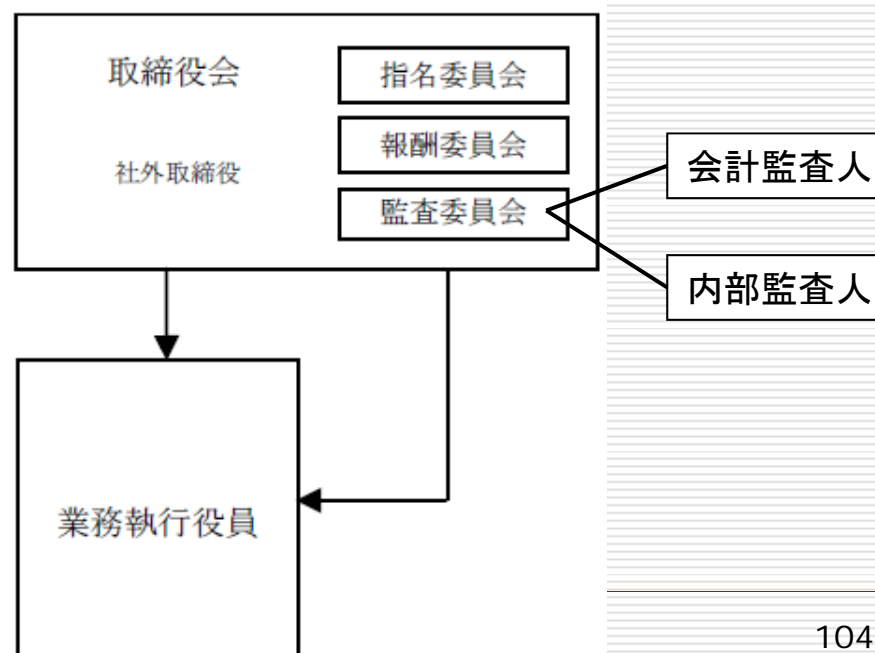 取締役会
社外取締役
指名委員会
報酬委員会
監査委員会
会計監査人
内部監査人
業務執行役員
104